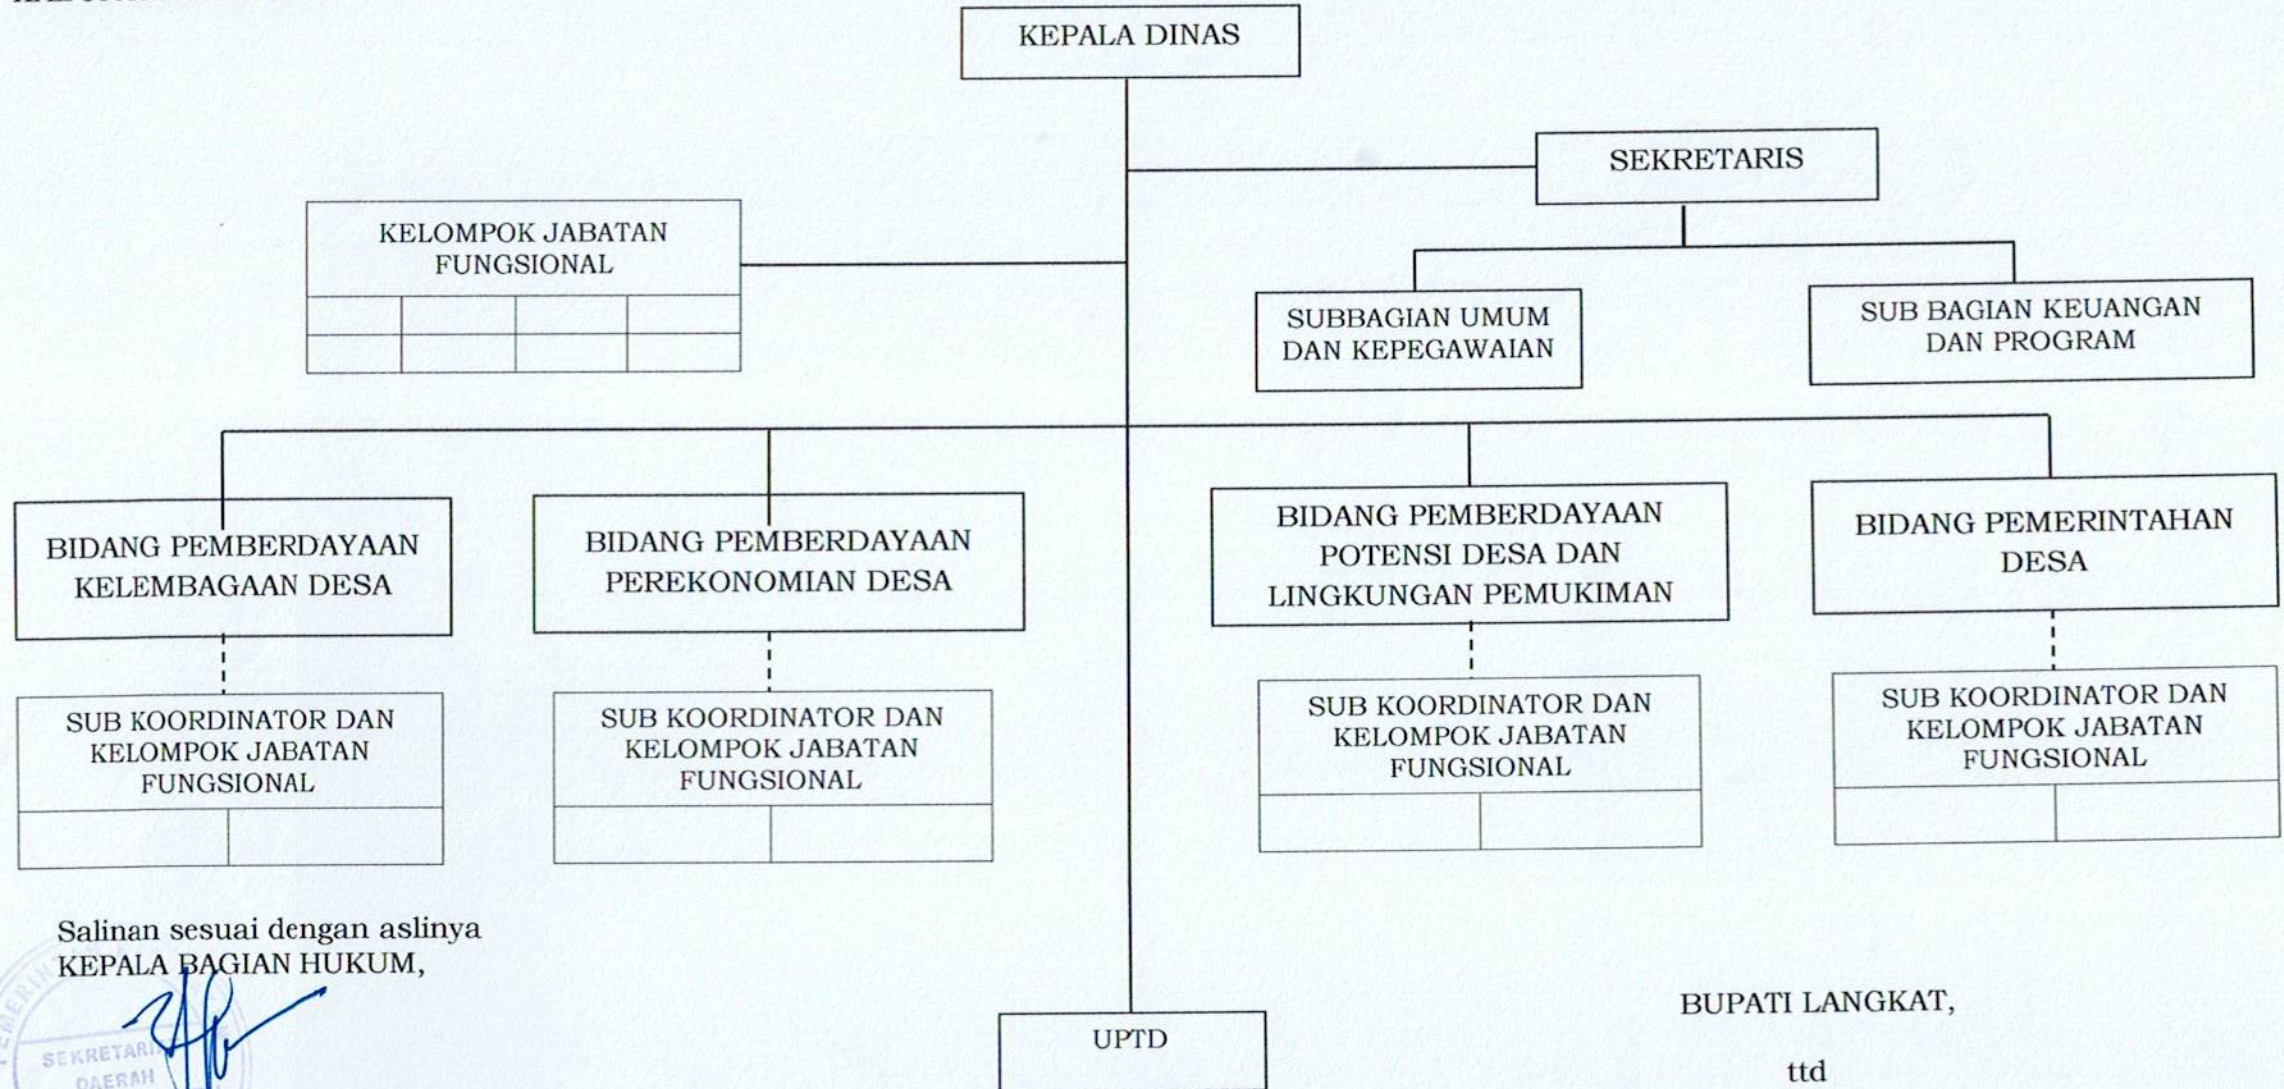 KEPALA DINAS
SEKRETARIS
KELOMPOK JABATAN
FUNGSIONAL
SUBBAGIAN UMUM
DAN KEPEGAWAIAN
SUB BAGIAN KEUANGAN
DAN PROGRAM
BIDANG PEMBERDAYAAN
KELEMBAGAAN DESA
BIDANG PEMBERDAYAAN
PEREKONOMIAN DESA
BIDANG PEMBERDAYAAN
POTENSI DESA DAN
LINGKUNGAN PEMUKIMAN
BIDANG PEMERINTAHAN
DESA
SUB KOORDINATOR DAN
KELOMPOK JABATAN
FUNGSIONAL
SUB KOORDINATOR DAN
KELOMPOK JABATAN
FUNGSIONAL
SUB KOORDINATOR DAN
KELOMPOK JABATAN
FUNGSIONAL
SUB KOORDINATOR DAN
KELOMPOK JABATAN
FUNGSIONAL
Salinan sesuai dengan aslinya
KEPALA BAGIAN HUKUM,
DAERAH
UPTD
BUPATI LANGKAT,
ttd